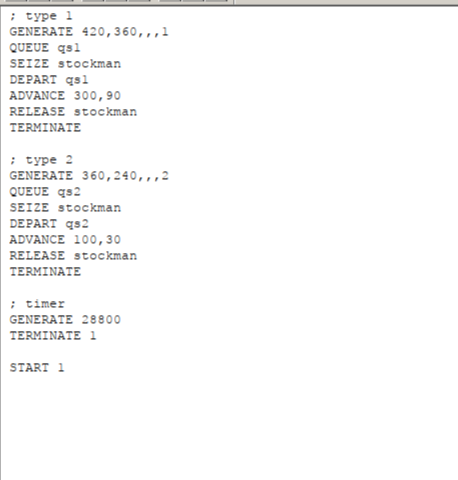 ; type 1
GENERATE 420,360,,,1
QUEUE qs1
SEIZE stockman
DEPART qs1
ADVANCE 300,90
RELEASE stockman
TERMINATE
; type 2
GENERATE 360,240,,,2
QUEUE qs2
SEIZE stockman
DEPART qs2
ADVANCE 100,30
RELEASE stockman
TERMINATE
; timer
GENERATE 28800
TERMINATE 1
START 1